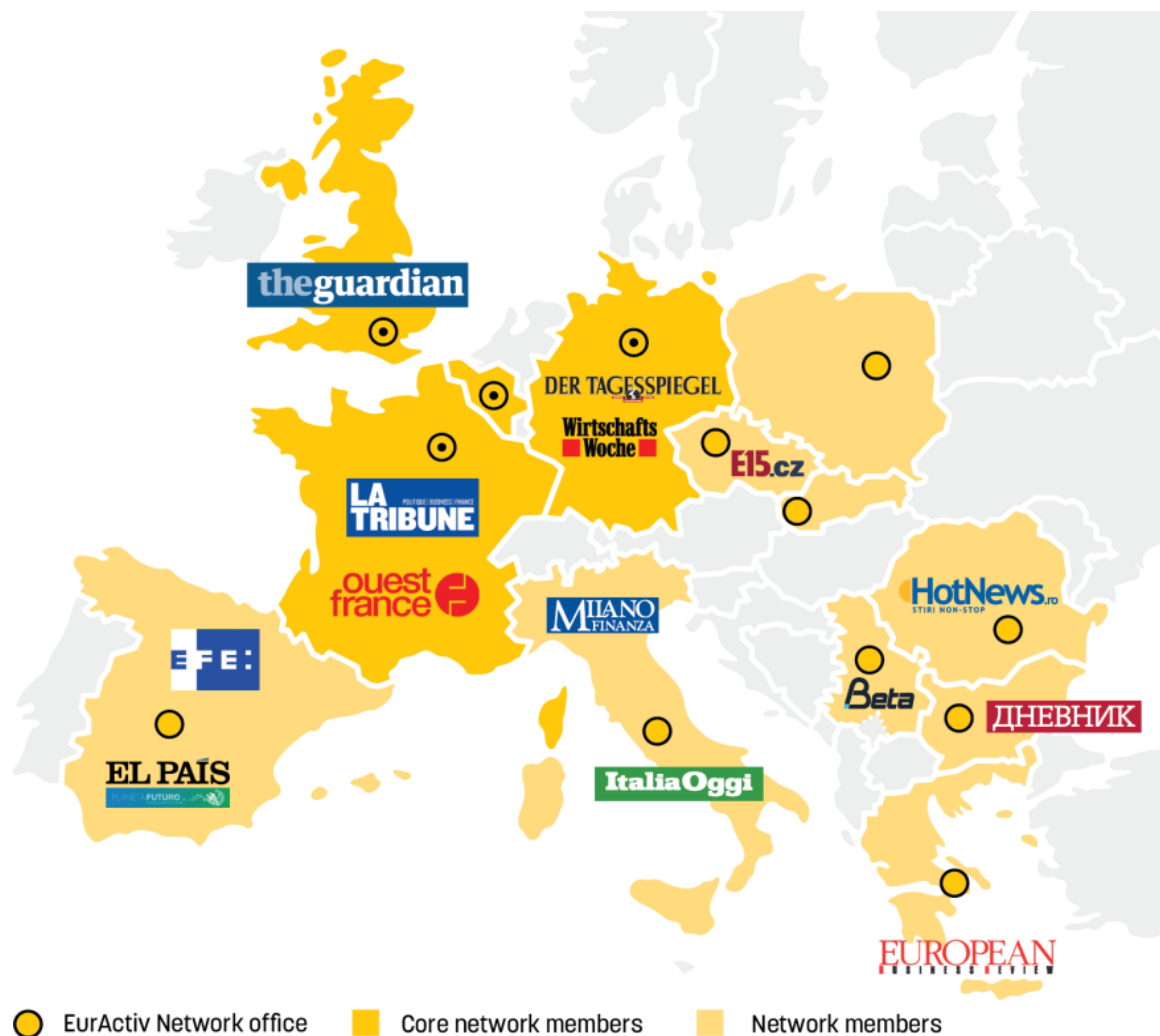 theguardian
DER TAGESSPIEGEL
Wirtschafts
Woche
E15.cz
LA
TRIBUNE
POLITIQUE | BUSINESS | FINANCE
ouest
france
MILANO
FINANZA
HotNews.ro
STIRI NON-STOP
EFE:
Beta
ДНЕВНИК
EL PAÍS
PLANETA FUTURO
ItaliaOggi
EUROPEAN
BUSINESS REVIEW
EurActiv Network office
Core network members
Network members